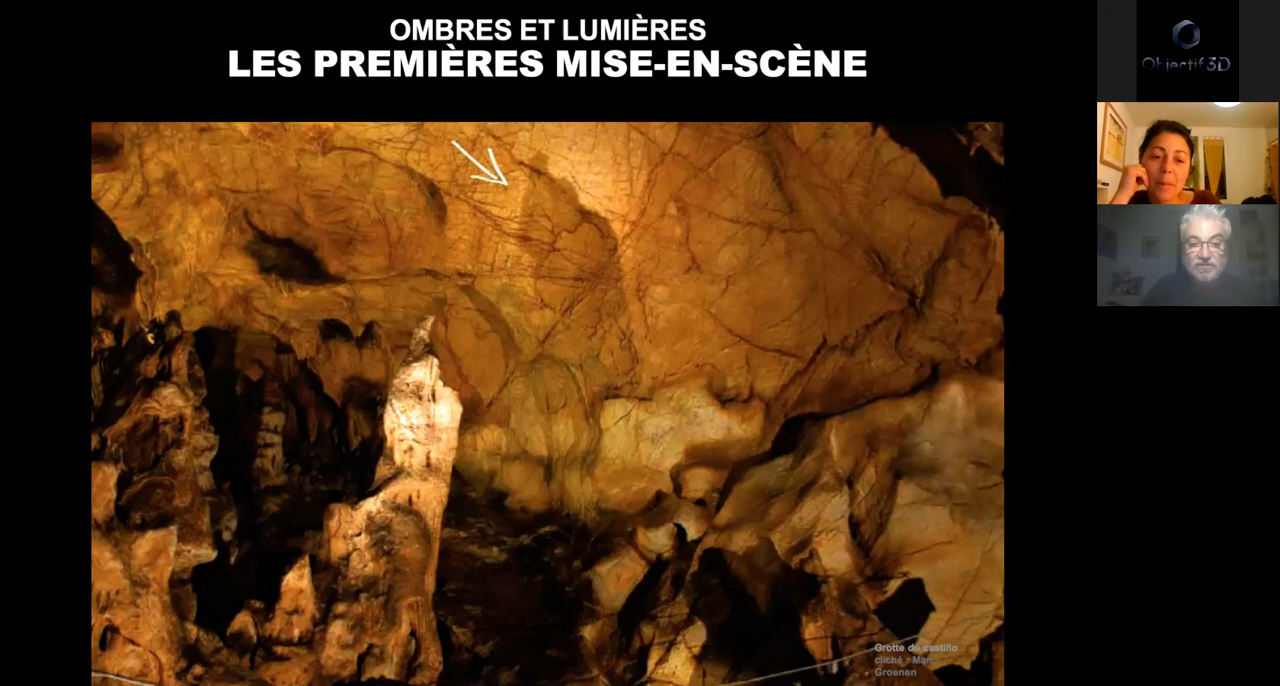 OMBRES ET LUMIÈRES
LES PREMIÈRES MISE-EN-SCÈNE
Objectif 3D
Grotte du castillo
cliché : Marc
Groenen